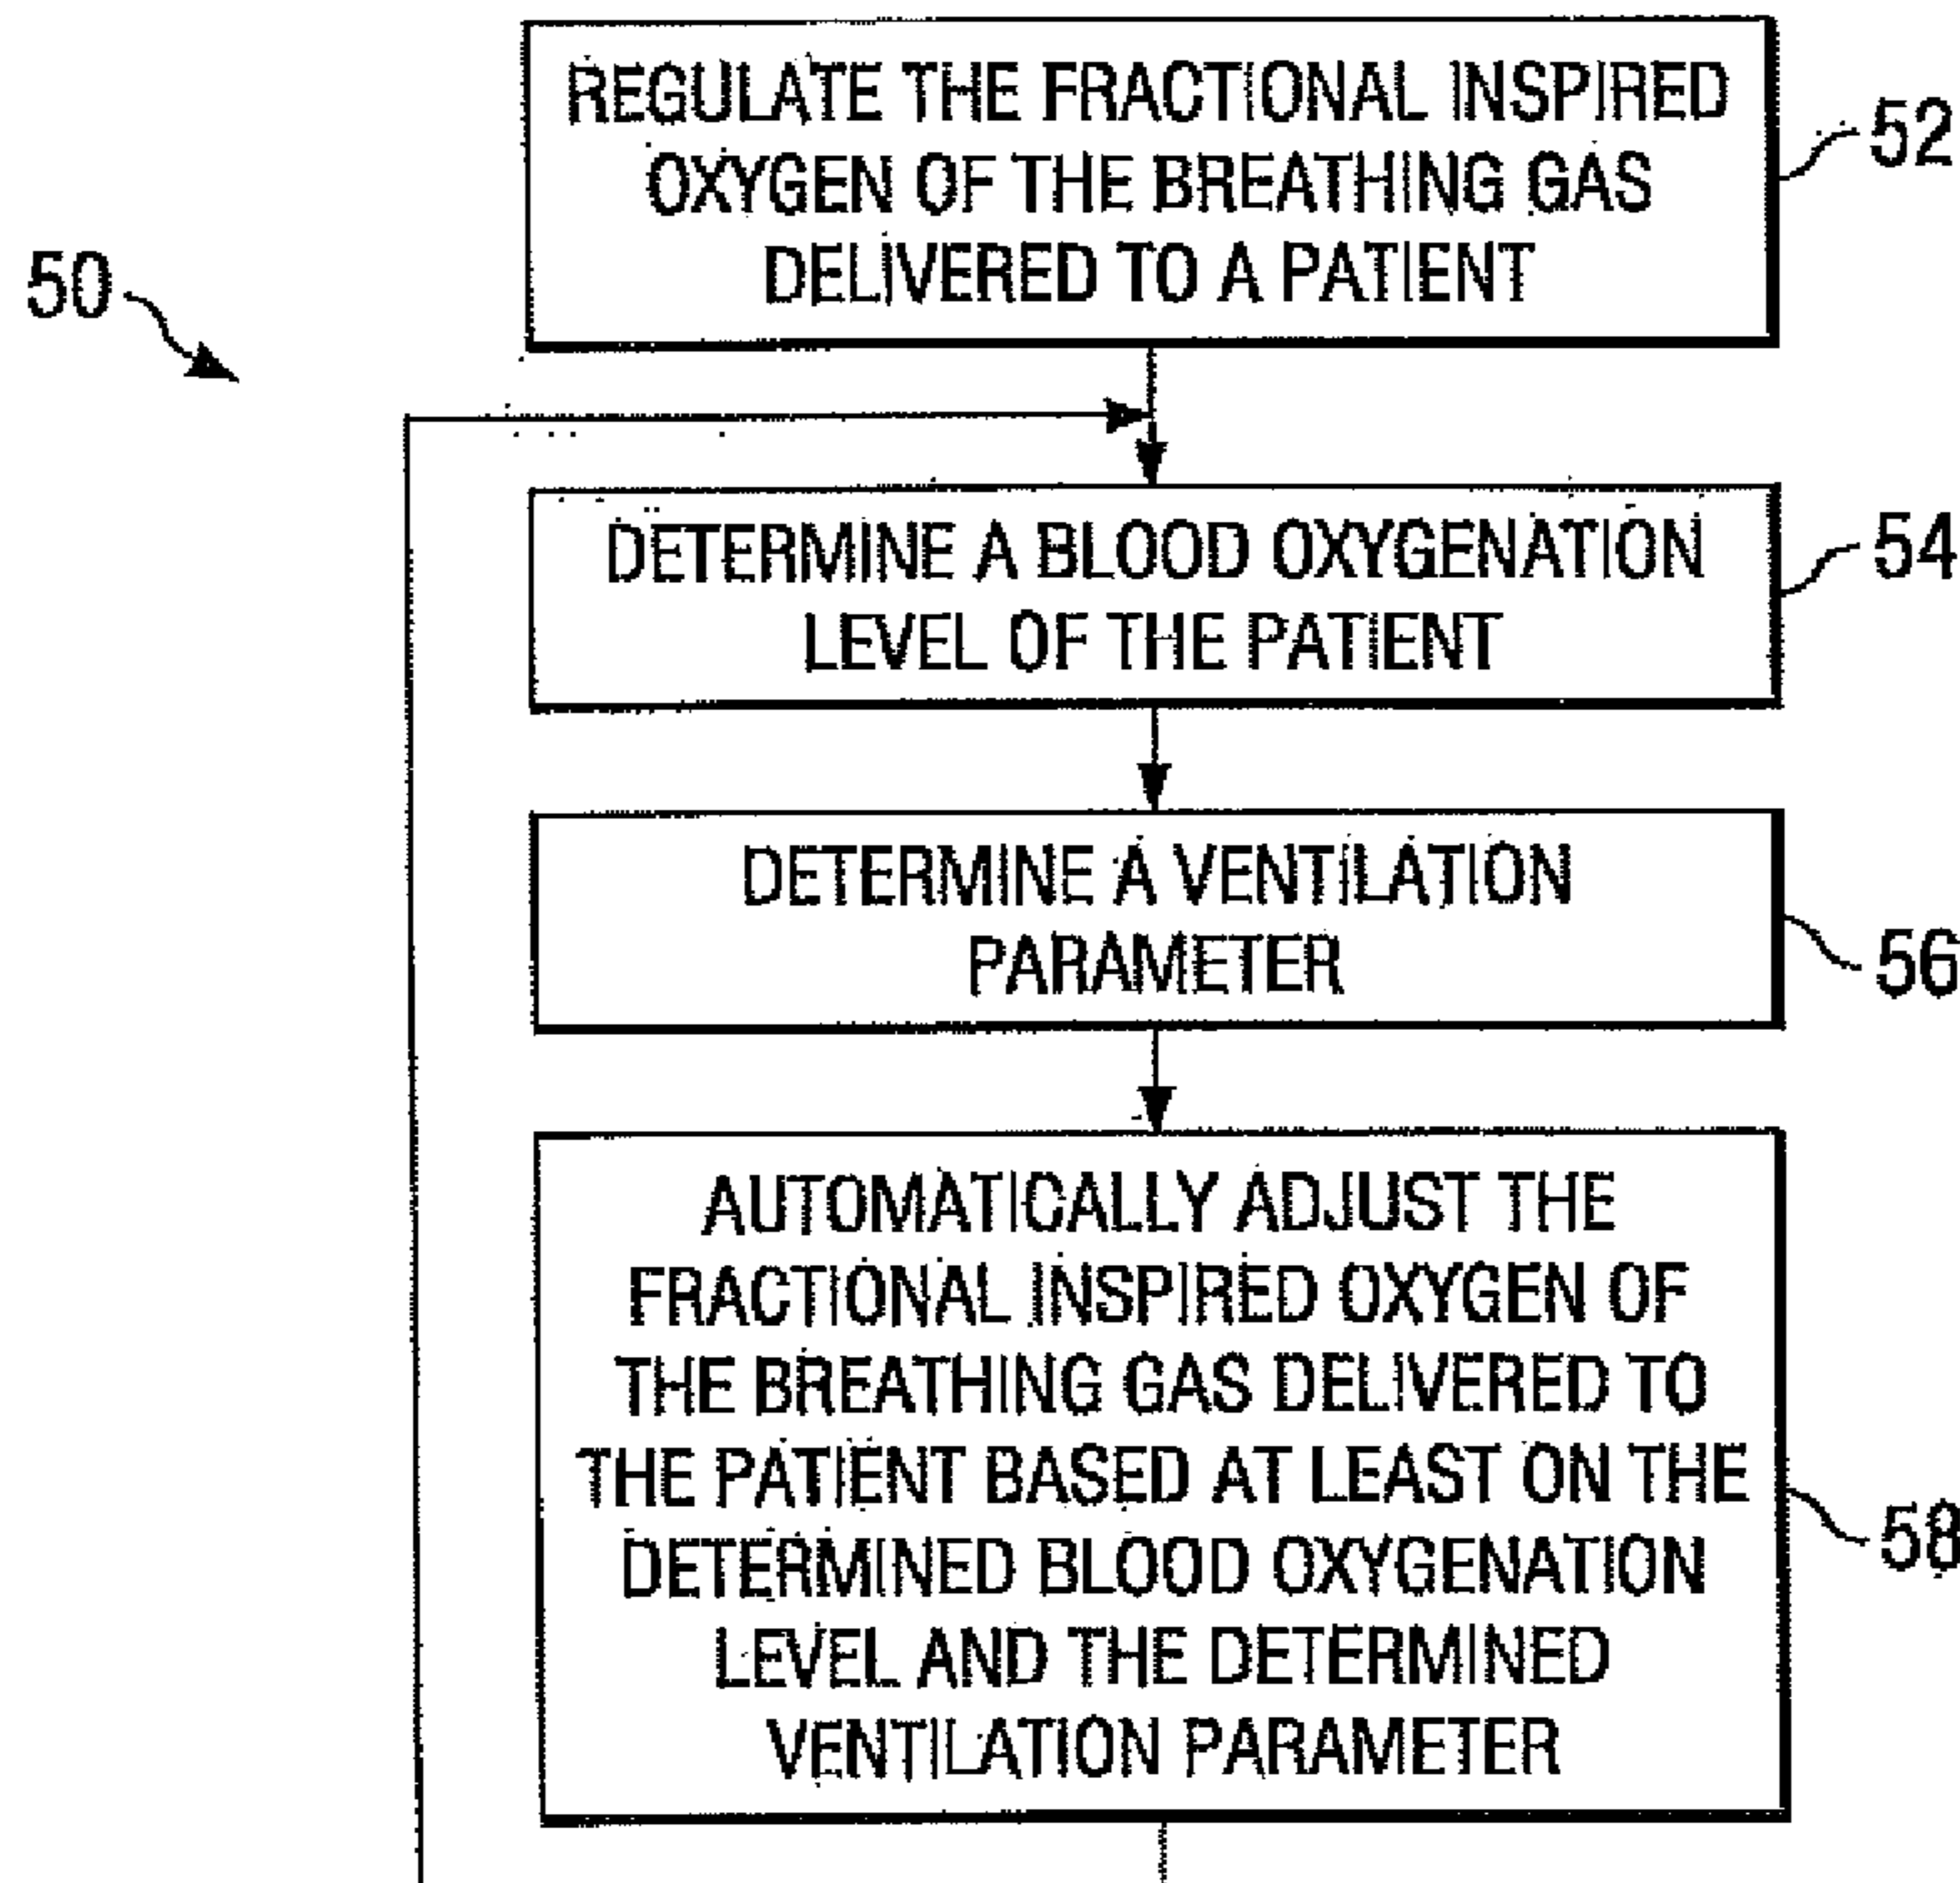 REGULATE THE FRACTIONAL INSPIRED
OXYGEN OF THE BREATHING GAS
DELIVERED TO A PATIENT
52
50
DETERMINE A BLOOD OXYGENATION
LEVEL OF THE PATIENT
54
DETERMINE A VENTILATION
PARAMETER
56
AUTOMATICALLY ADJUST THE
FRACTIONAL INSPIRED OXYGEN OF
THE BREATHING GAS DELIVERED TO
THE PATIENT BASED AT LEAST ON THE
DETERMINED BLOOD OXYGENATION
LEVEL AND THE DETERMINED
VENTILATION PARAMETER
58